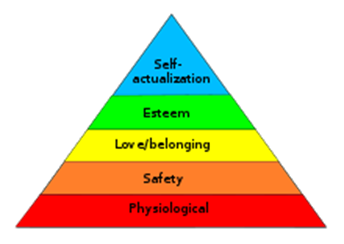 Self-
actualization
Esteem
Love/belonging
Safety
Physiological